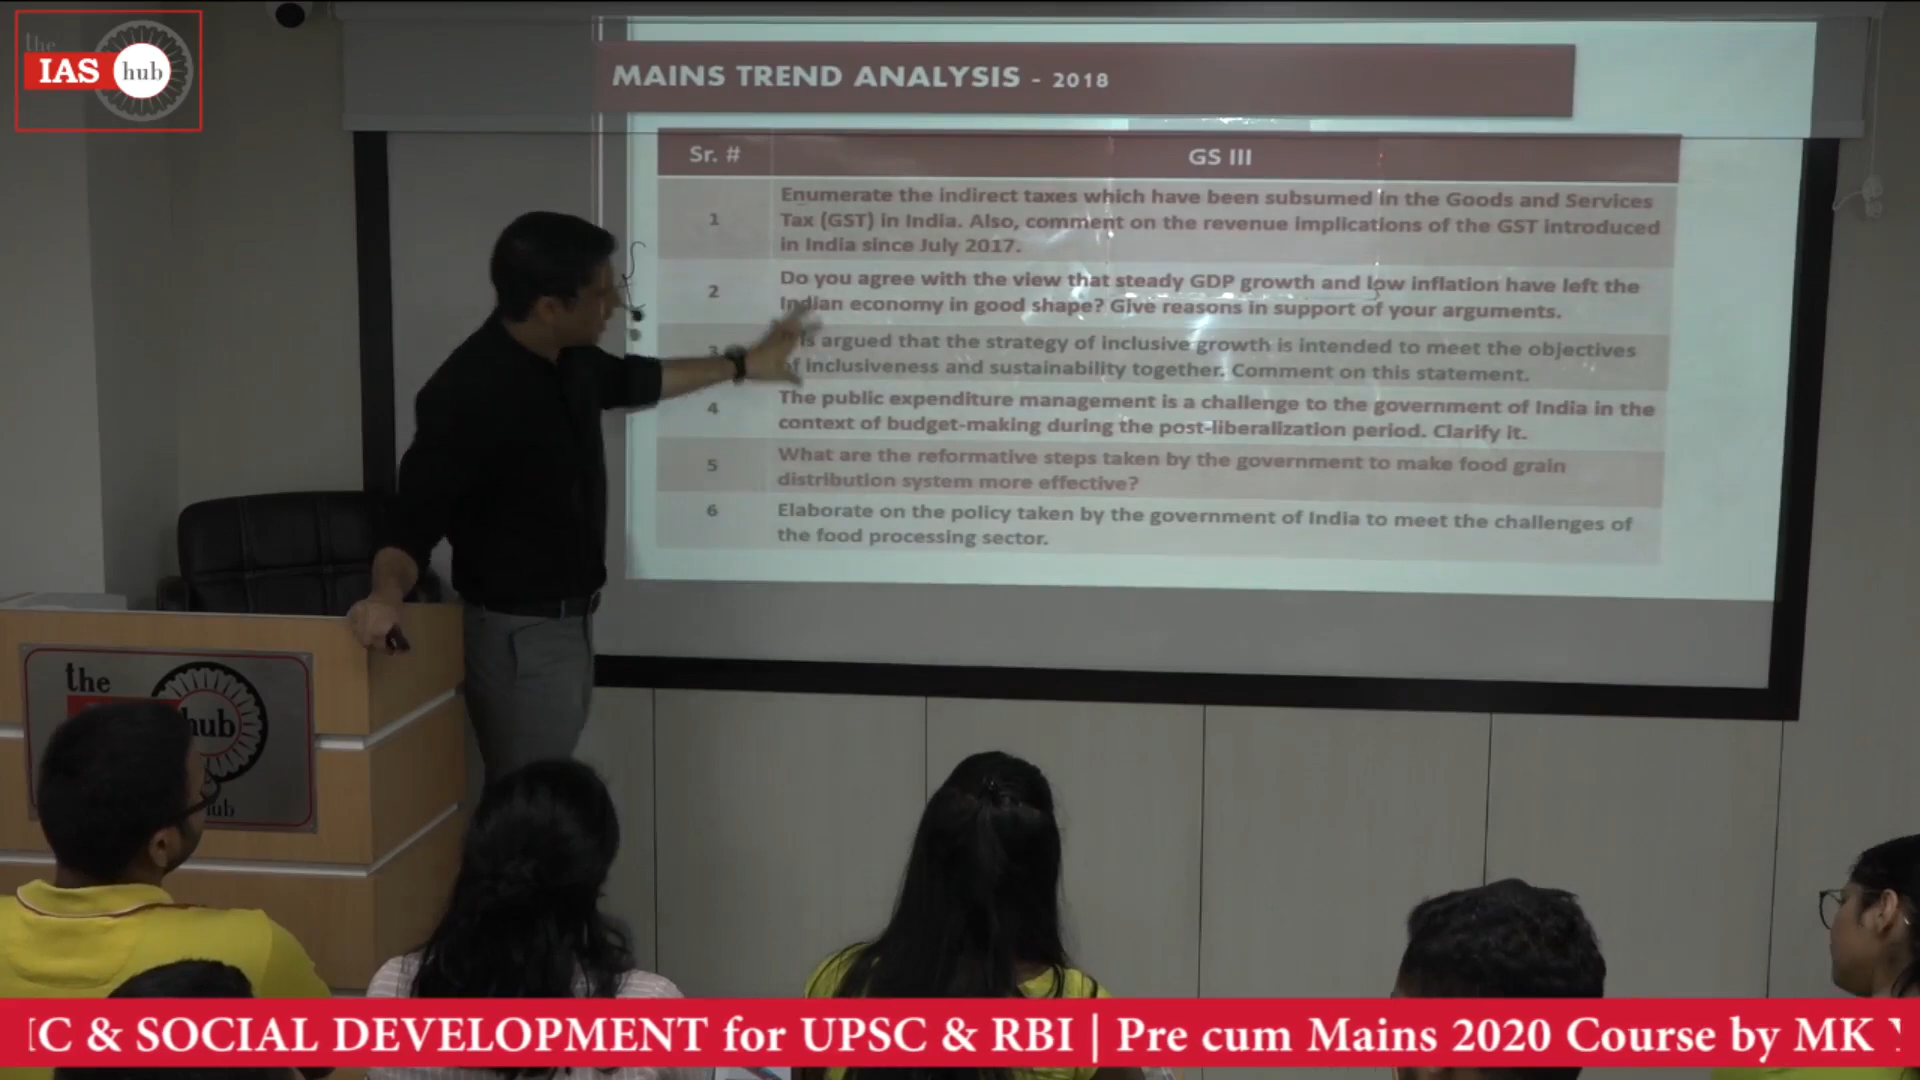 the
IAS hub
MAINS TREND ANALYSIS - 2018
Sr. #
GS III
1
Enumerate the indirect taxes which have been subsumed in the Goods and Services
Tax (GST) in India. Also, comment on the revenue implications of the GST introduced
in India since July 2017.
2
Do you agree with the view that steady GDP growth and low inflation have left the
Indian economy in good shape? Give reasons in support of your arguments.
3
is argued that the strategy of inclusive growth is intended to meet the objectives
of inclusiveness and sustainability together. Comment on this statement.
4
The public expenditure management is a challenge to the government of India in the
context of budget-making during the post-liberalization period. Clarify it.
5
What are the reformative steps taken by the government to make food grain
distribution system more effective?
6
Elaborate on the policy taken by the government of India to meet the challenges of
the food processing sector.
the
hub
hub
C & SOCIAL DEVELOPMENT for UPSC & RBI | Pre cum Mains 2020 Course by MK